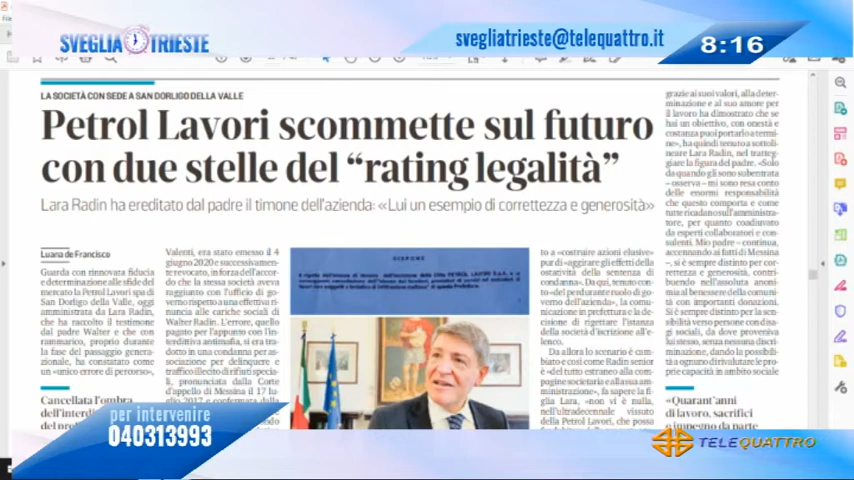 SVEGLIA TRIESTE
svegliatrieste@telequattro.it
8:16
LA SOCIETÀ CON SEDE A SAN DORLIGO DELLA VALLE
Petrol Lavori scommette sul futuro
con due stelle del “rating legalità”
Lara Radin ha ereditato dal padre il timone dell’azienda: «Lui un esempio di correttezza e generosità»
Luana de Francisco
Guarda con rinnovata fiducia
e determinazione alle sfide del
mercato la Petrol Lavori spa di
San Dorligo della Valle, oggi
amministrata da Lara Radin,
che ha raccolto il testimone
dal padre Walter e che con
rammarico, proprio durante
la fase del passaggio genera-
zionale, ha constatato come
un «unico errore di percorso»,
Cancellata l’ombra
dell’interdi
del pro
Valenti, era stato emesso il 4
giugno 2020 e successivamen-
te revocato, in forza dell’accor-
do che la stessa società aveva
raggiunto con l’ufficio di go-
verno rispetto a una effettiva ri-
nuncia alle cariche sociali di
Walter Radin. L’errore, quello
pagato per l’appunto con l’in-
terdittiva antimafia, si era tra-
dotto in una condanna per as-
sociazione per delinquere e
traffico illecito di rifiuti specia-
li, pronunciata dalla Corte
d’appello di Messina il 17 lu-
glio 2017 e confermata dalla
DISPONE
to a «costruire azioni elusive»
pur di «aggirare gli effetti della
ostatività della sentenza di
condanna». Da qui, tenuto con-
to «del perdurante ruolo di go-
verno dell’azienda», la comu-
nicazione in prefettura e la de-
cisione di rigettare l’istanza
della società d’iscrizione all’e-
lenco.
Da allora lo scenario è cam-
biato e così come Radin senior
è «del tutto estraneo alla com-
pagine societaria e alla sua am-
ministrazione», fa sapere la fi-
glia Lara, «non vi è nulla,
nell’ultradecennale vissuto
della Petrol Lavori, che possa
grazie ai suoi valori, alla deter-
minazione e al suo amore per
il lavoro ha dimostrato che se
hai un obiettivo, con onestà e
costanza puoi portarlo a termi-
ne», ha quindi tenuto a sottoli-
neare Lara Radin, nel tratteg-
giare la figura del padre. «Solo
da quando gli sono subentrata
– osserva – mi sono resa conto
delle enormi responsabilità
che questo comporta e come
tutte ricadano sull’amministra-
tore, per quanto coadiuvato
da esperti collaboratori e con-
sulenti. Mio padre – continua,
accennando ai fatti di Messina
–, si è sempre distinto per cor-
rettezza e generosità, contri-
buendo nell’assoluta anoni-
mia al benessere della comuni-
tà con importanti donazioni.
Si è sempre distinto per la sen-
sibilità verso persone con disa-
gi sociali, da dove proveniva
lui stesso, senza nessuna discri-
minazione, dando la possibili-
tà a ognuno di rivalutare le pro-
prie capacità in ambito sociale
«Quarant’anni
di lavoro, sacrifici
e impegno da parte
per intervenire
040313993
TELEQUATTRO